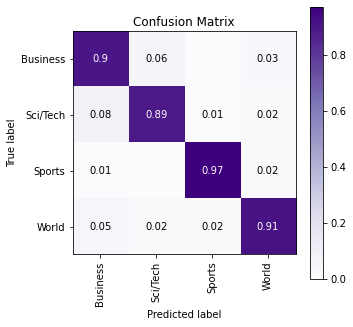 Confusion Matrix
Business 0.9 0.06 0.03
Sci/Tech 0.08 0.89 0.01 0.02
Sports 0.01 0.97 0.02
World 0.05 0.02 0.02 0.91
True label
Business Sci/Tech Sports World
Predicted label
0.8
0.6
0.4
0.2
0.0